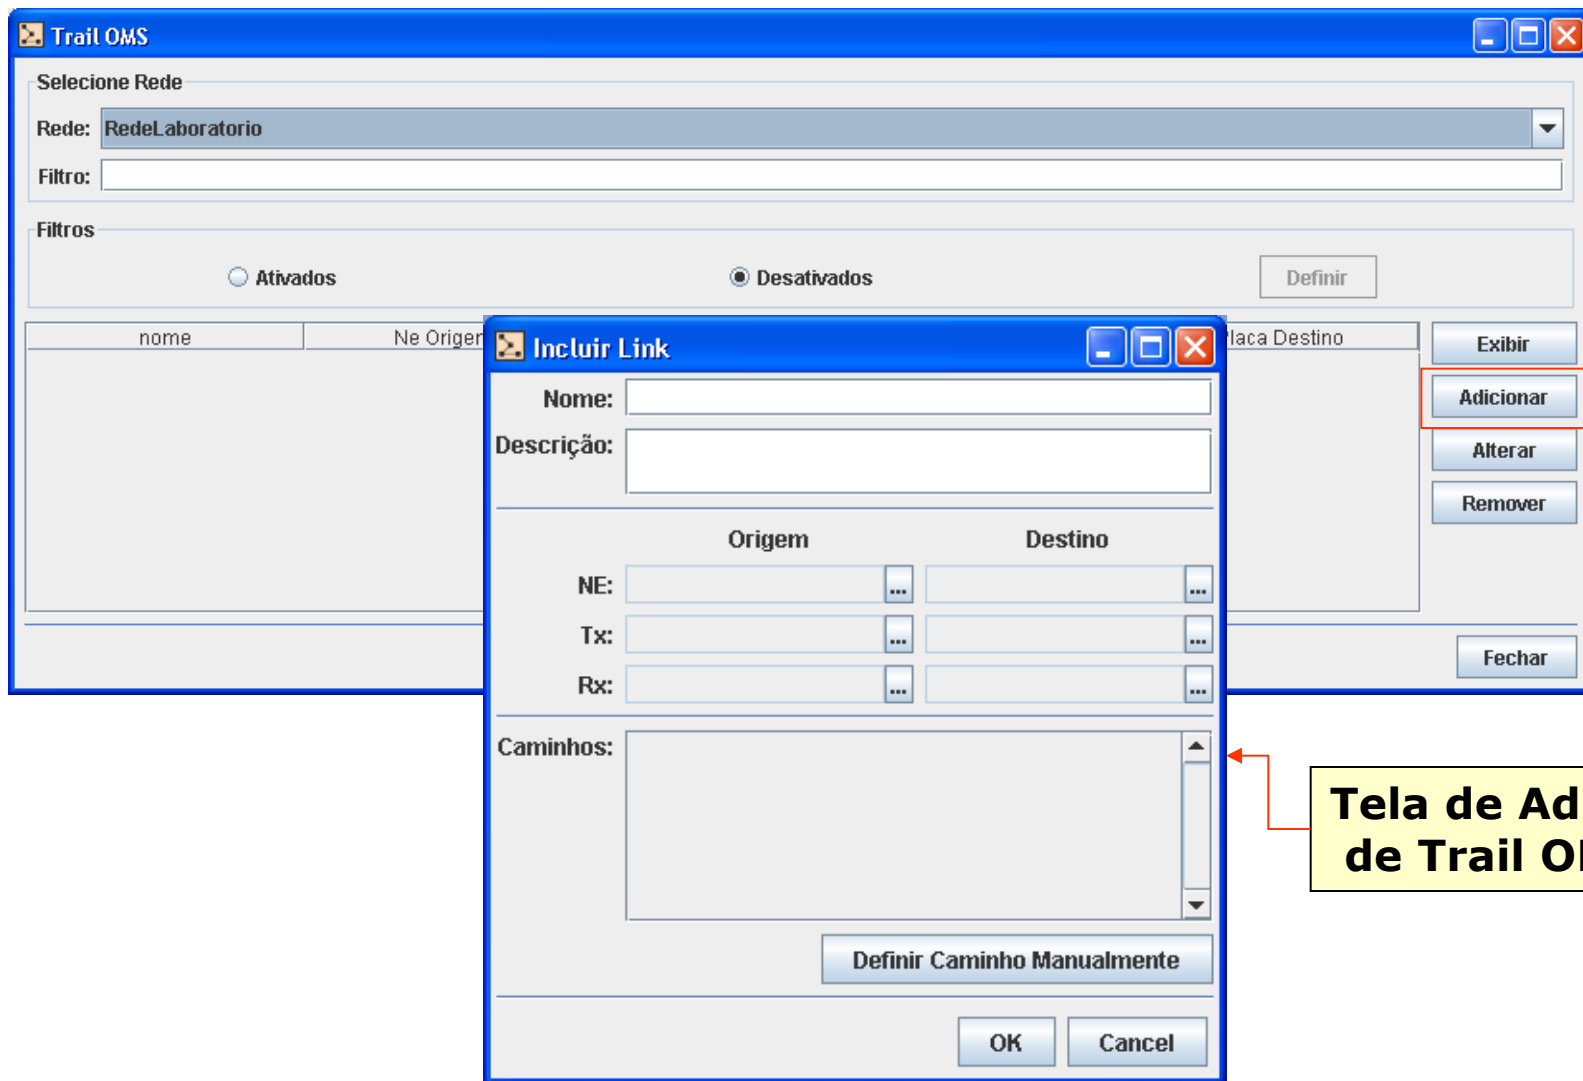 Trail OMS
Selecione Rede
Rede: RedeLaboratorio
Filtro:
Filtros
Ativados Desativados Definir
nome Ne Origen laca Destino
Exibir
Adicionar
Alterar
Remover
Fechar
Incluir Link
Nome:
Descrição:
Origem Destino
NE: ... ...
Tx: ... ...
Rx: ... ...
Caminhos:
Definir Caminho Manualmente
OK Cancel
Tela de Ad
de Trail O